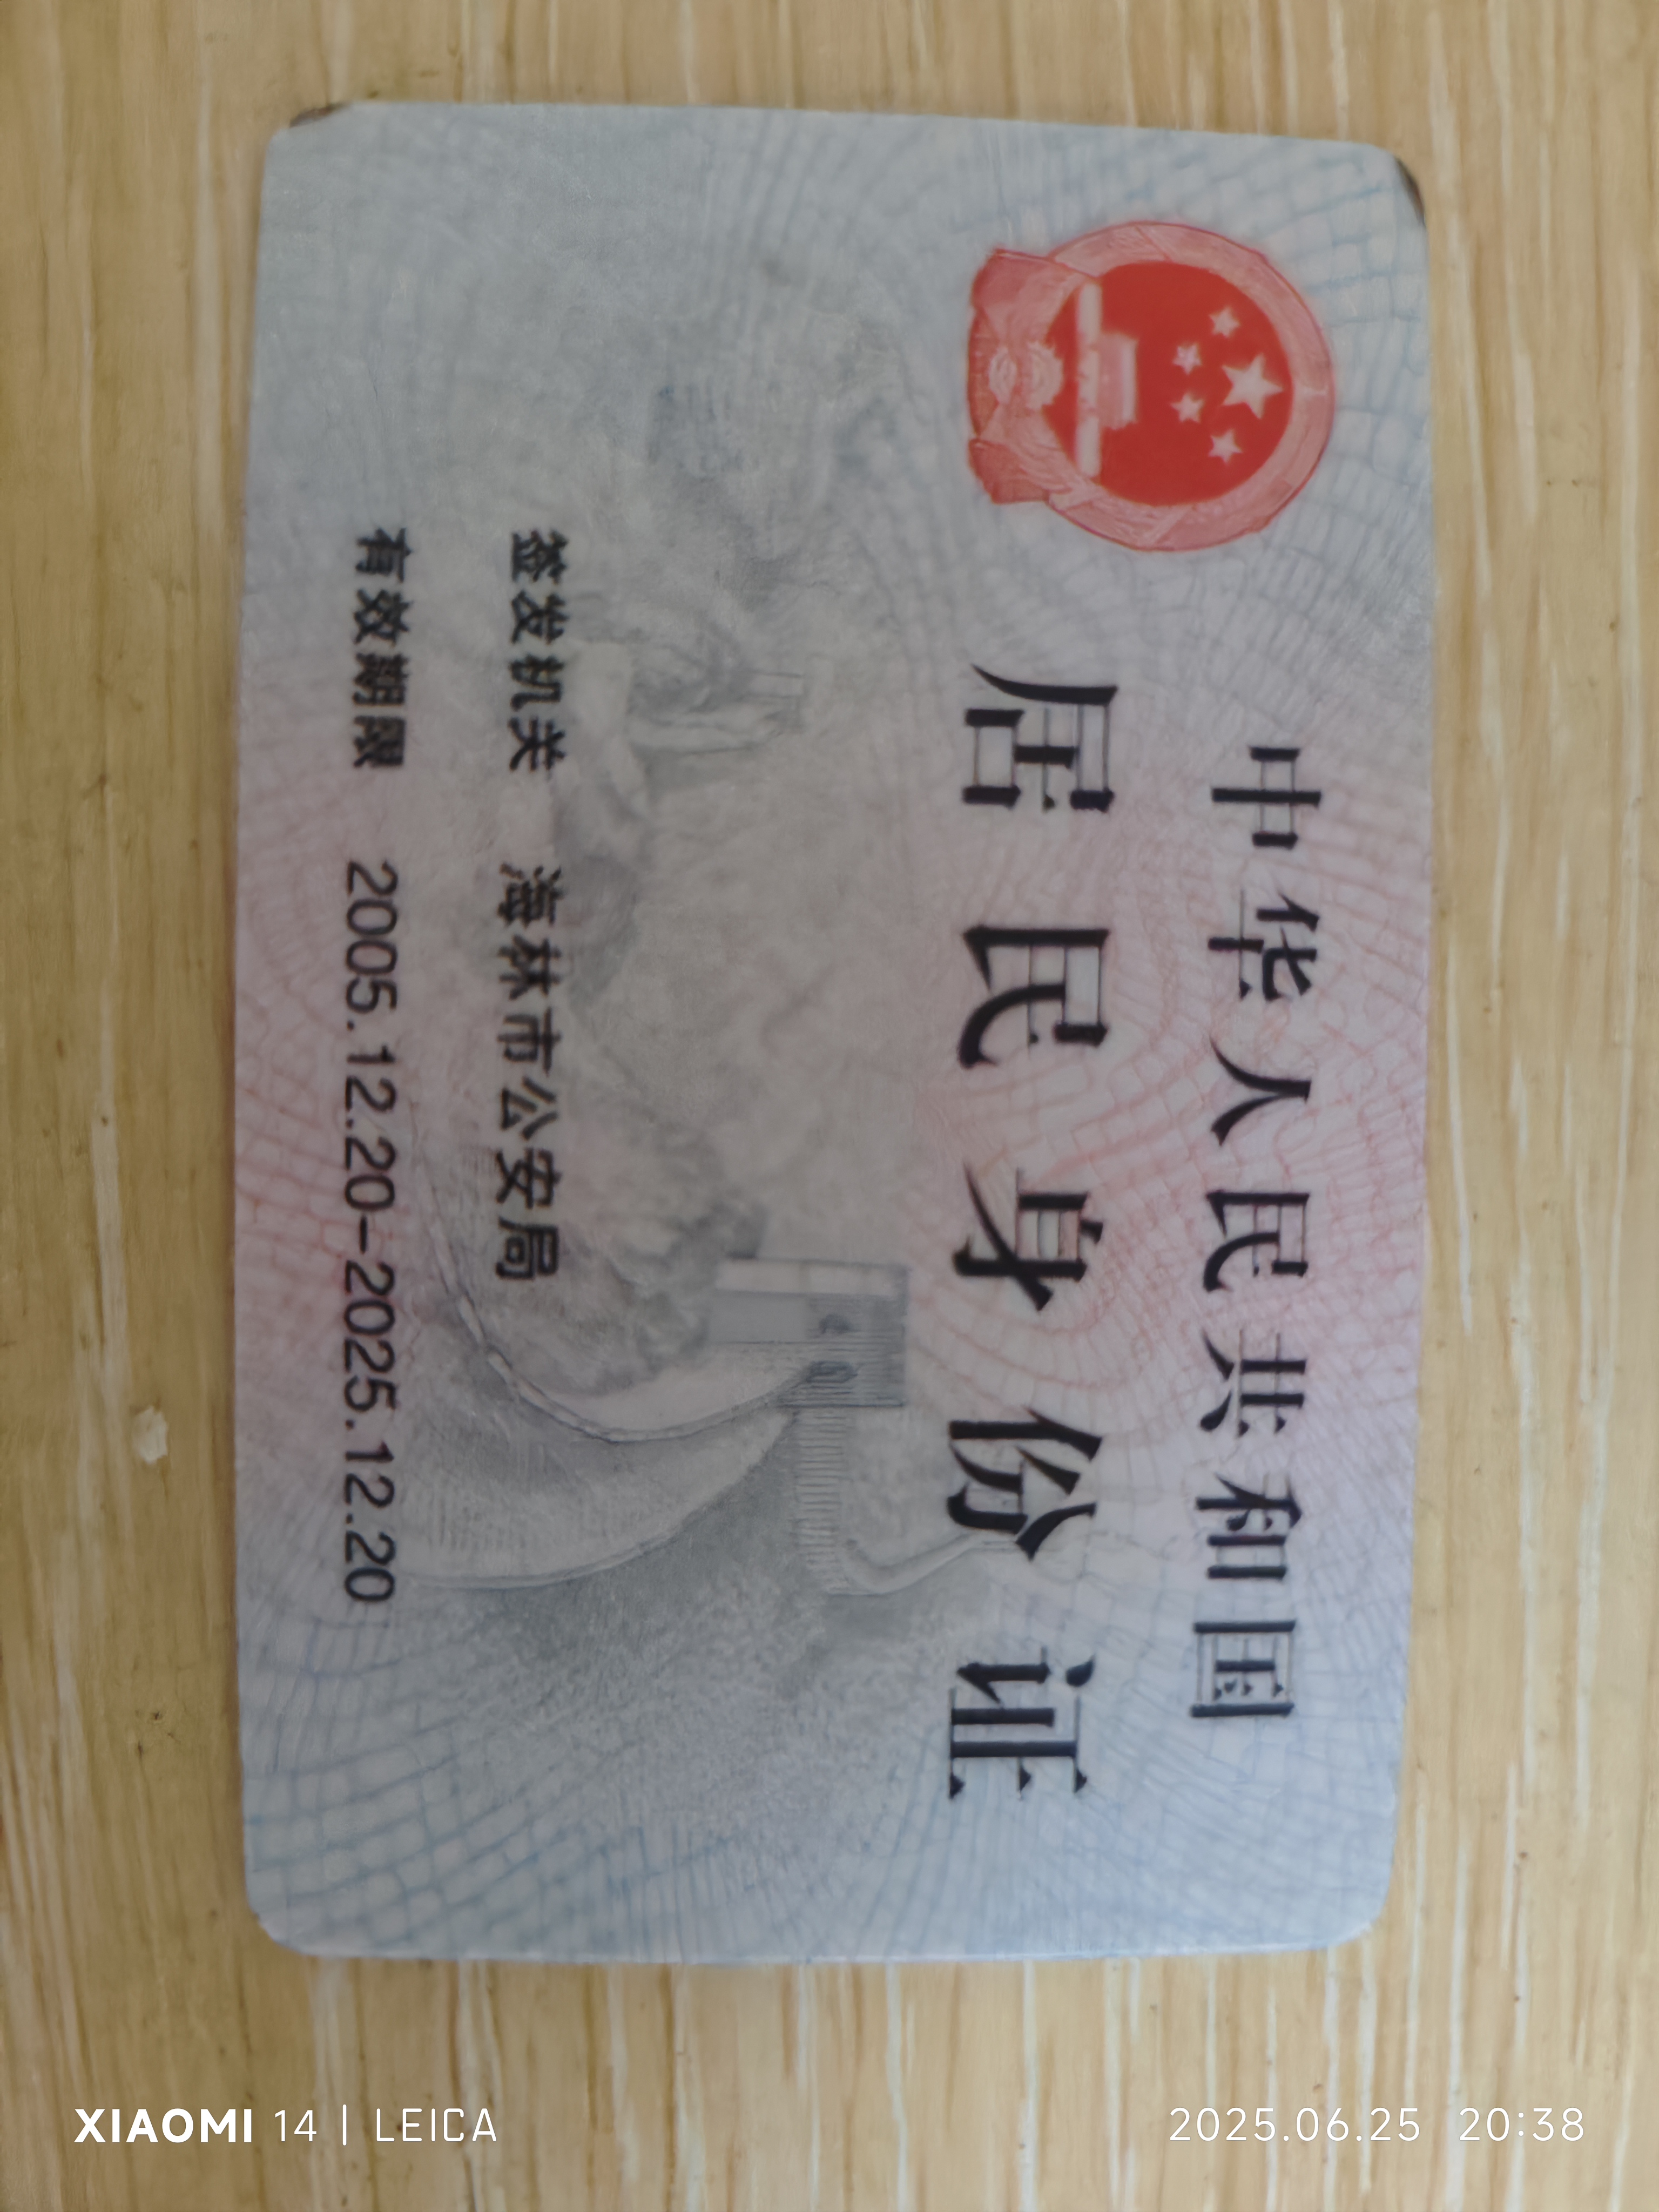 中华人民共和国
居民身份证
签发机关 海林市公安局
有效期限 2005.12.20-2025.12.20
XIAOMI 14 | LEICA
2025.06.25 20:38